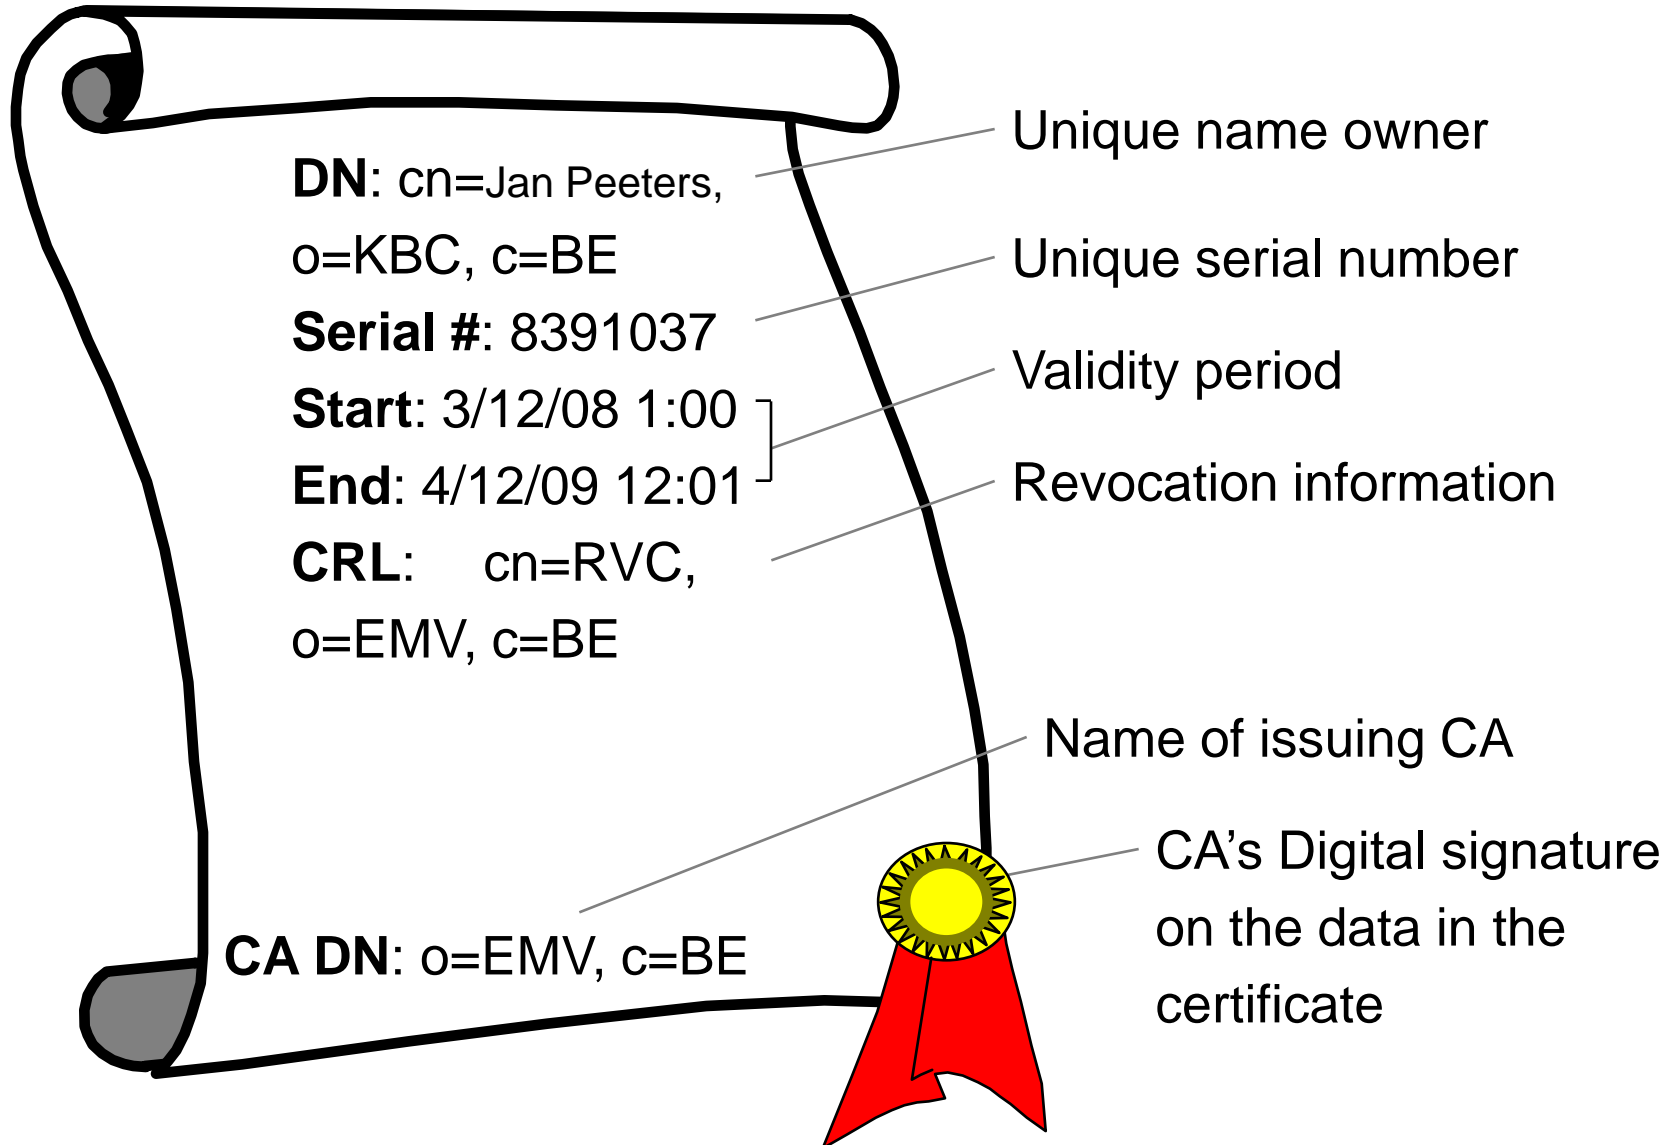 DN: cn=Jan Peeters,
o=KBC, c=BE
Serial #: 8391037
Start: 3/12/08 1:00
End: 4/12/09 12:01
CRL: cn=RVC,
o=EMV, c=BE
CA DN: o=EMV, c=BE
Unique name owner
Unique serial number
Validity period
Revocation information
Name of issuing CA
CA’s Digital signature
on the data in the
certificate